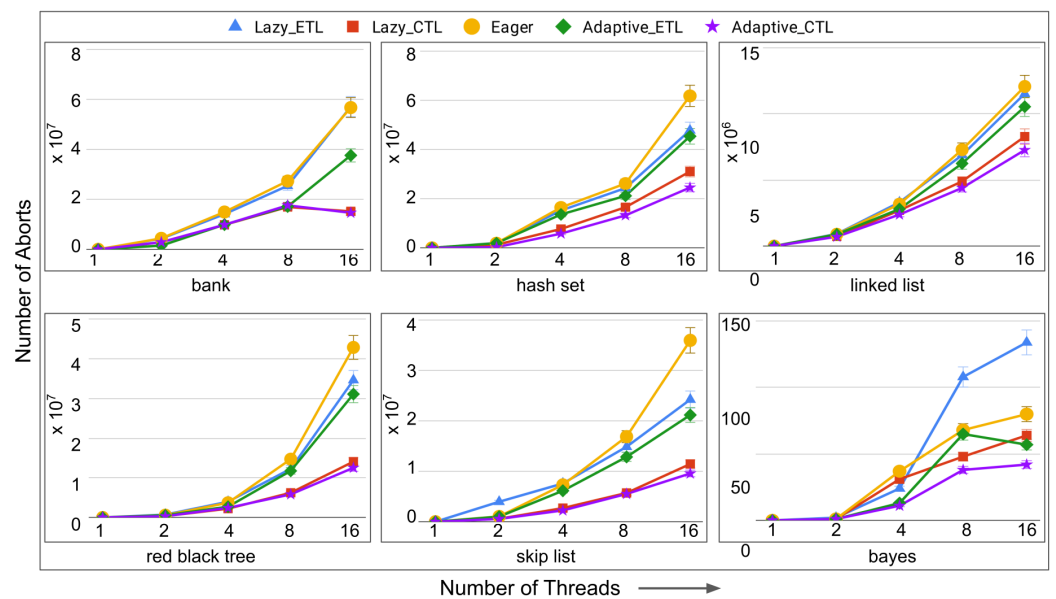 Lazy_ETL Lazy_CTL Eager Adaptive_ETL Adaptive_CTL
Number of Aborts
x 10^7
8
6
4
2
0
1 2 4 8 16
bank
x 10^7
8
6
4
2
0
1 2 4 8 16
hash set
x 10^6
15
10
5
0
1 2 4 8 16
linked list
x 10^7
5
4
3
2
1
0
1 2 4 8 16
red black tree
x 10^7
4
3
2
1
0
1 2 4 8 16
skip list
150
100
50
0
1 2 4 8 16
bayes
Number of Threads